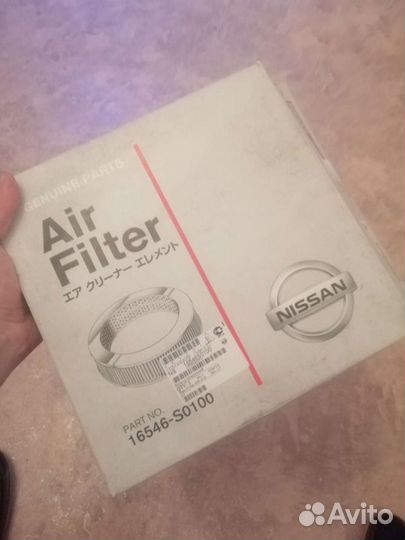 GENUINE PARTS
Air
Filter
エア クリーナー エレメント
NISSAN
PART NO.
16546-S0100
Avito